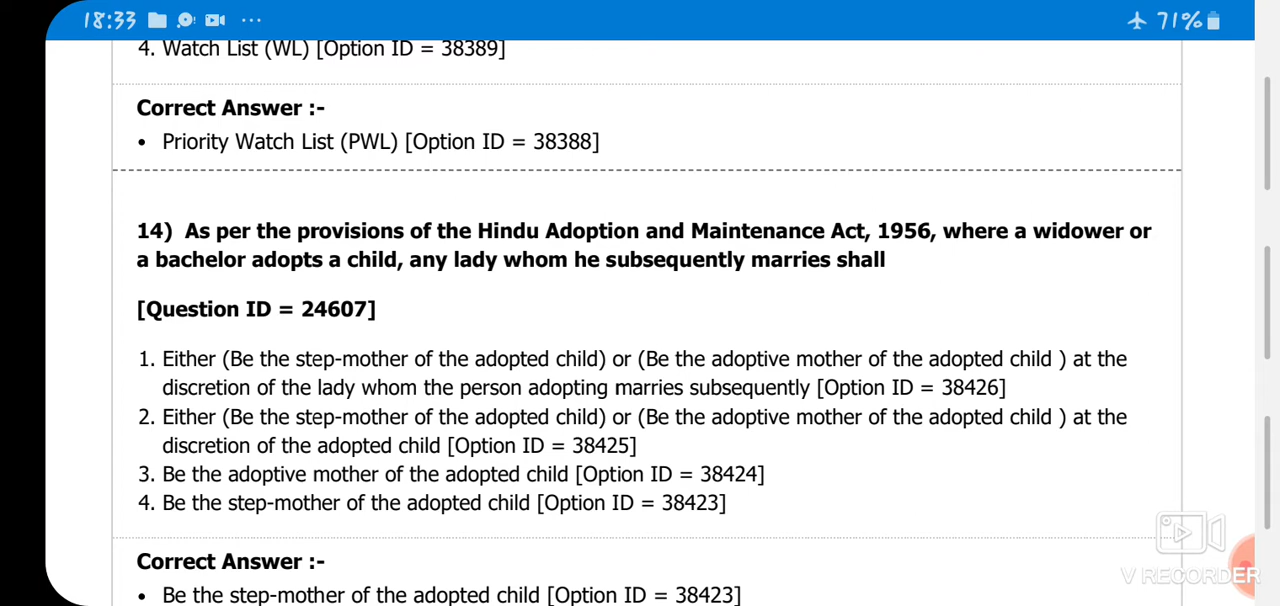 18:33 ... 71%
4. Watch List (WL) [Option ID = 38389]
Correct Answer :-
• Priority Watch List (PWL) [Option ID = 38388]
14) As per the provisions of the Hindu Adoption and Maintenance Act, 1956, where a widower or
a bachelor adopts a child, any lady whom he subsequently marries shall
[Question ID = 24607]
1. Either (Be the step-mother of the adopted child) or (Be the adoptive mother of the adopted child ) at the
discretion of the lady whom the person adopting marries subsequently [Option ID = 38426]
2. Either (Be the step-mother of the adopted child) or (Be the adoptive mother of the adopted child ) at the
discretion of the adopted child [Option ID = 38425]
3. Be the adoptive mother of the adopted child [Option ID = 38424]
4. Be the step-mother of the adopted child [Option ID = 38423]
Correct Answer :-
• Be the step-mother of the adopted child [Option ID = 38423]
V RECORDER